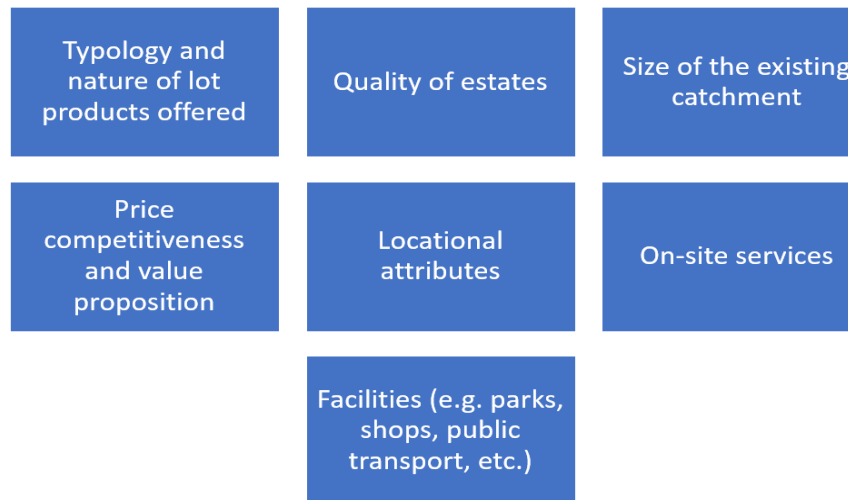 Typology and
nature of lot
products offered
Quality of estates
Size of the existing
catchment
Price
competitiveness
and value
proposition
Locational
attributes
On-site services
Facilities (e.g. parks,
shops, public
transport, etc.)